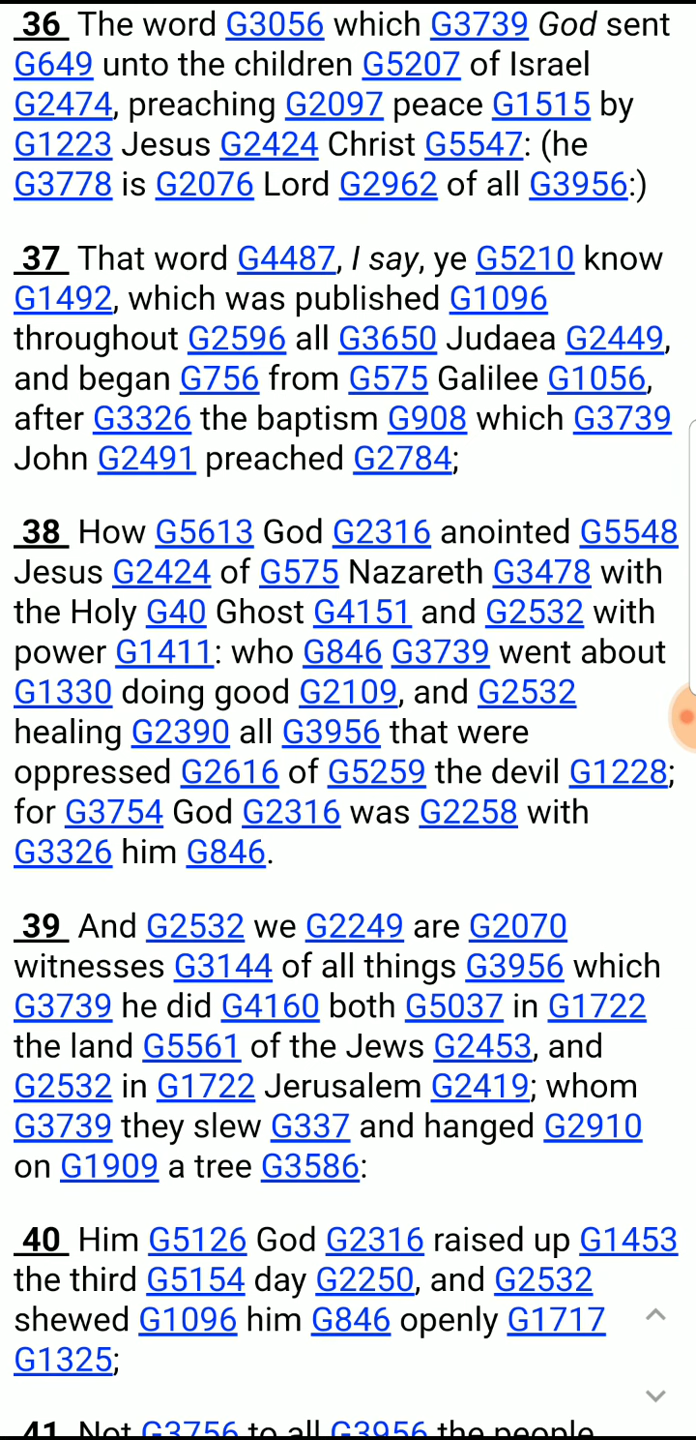 36 The word G3056 which G3739 God sent
G649 unto the children G5207 of Israel
G2474, preaching G2097 peace G1515 by
G1223 Jesus G2424 Christ G5547: (he
G3778 is G2076 Lord G2962 of all G3956:)
37 That word G4487, I say, ye G5210 know
G1492, which was published G1096
throughout G2596 all G3650 Judaea G2449,
and began G756 from G575 Galilee G1056,
after G3326 the baptism G908 which G3739
John G2491 preached G2784;
38 How G5613 God G2316 anointed G5548
Jesus G2424 of G575 Nazareth G3478 with
the Holy G40 Ghost G4151 and G2532 with
power G1411: who G846 G3739 went about
G1330 doing good G2109, and G2532
healing G2390 all G3956 that were
oppressed G2616 of G5259 the devil G1228;
for G3754 God G2316 was G2258 with
G3326 him G846.
39 And G2532 we G2249 are G2070
witnesses G3144 of all things G3956 which
G3739 he did G4160 both G5037 in G1722
the land G5561 of the Jews G2453, and
G2532 in G1722 Jerusalem G2419; whom
G3739 they slew G337 and hanged G2910
on G1909 a tree G3586:
40 Him G5126 God G2316 raised up G1453
the third G5154 day G2250, and G2532
shewed G1096 him G846 openly G1717
G1325;
41 Not G3756 to all G3956 the people